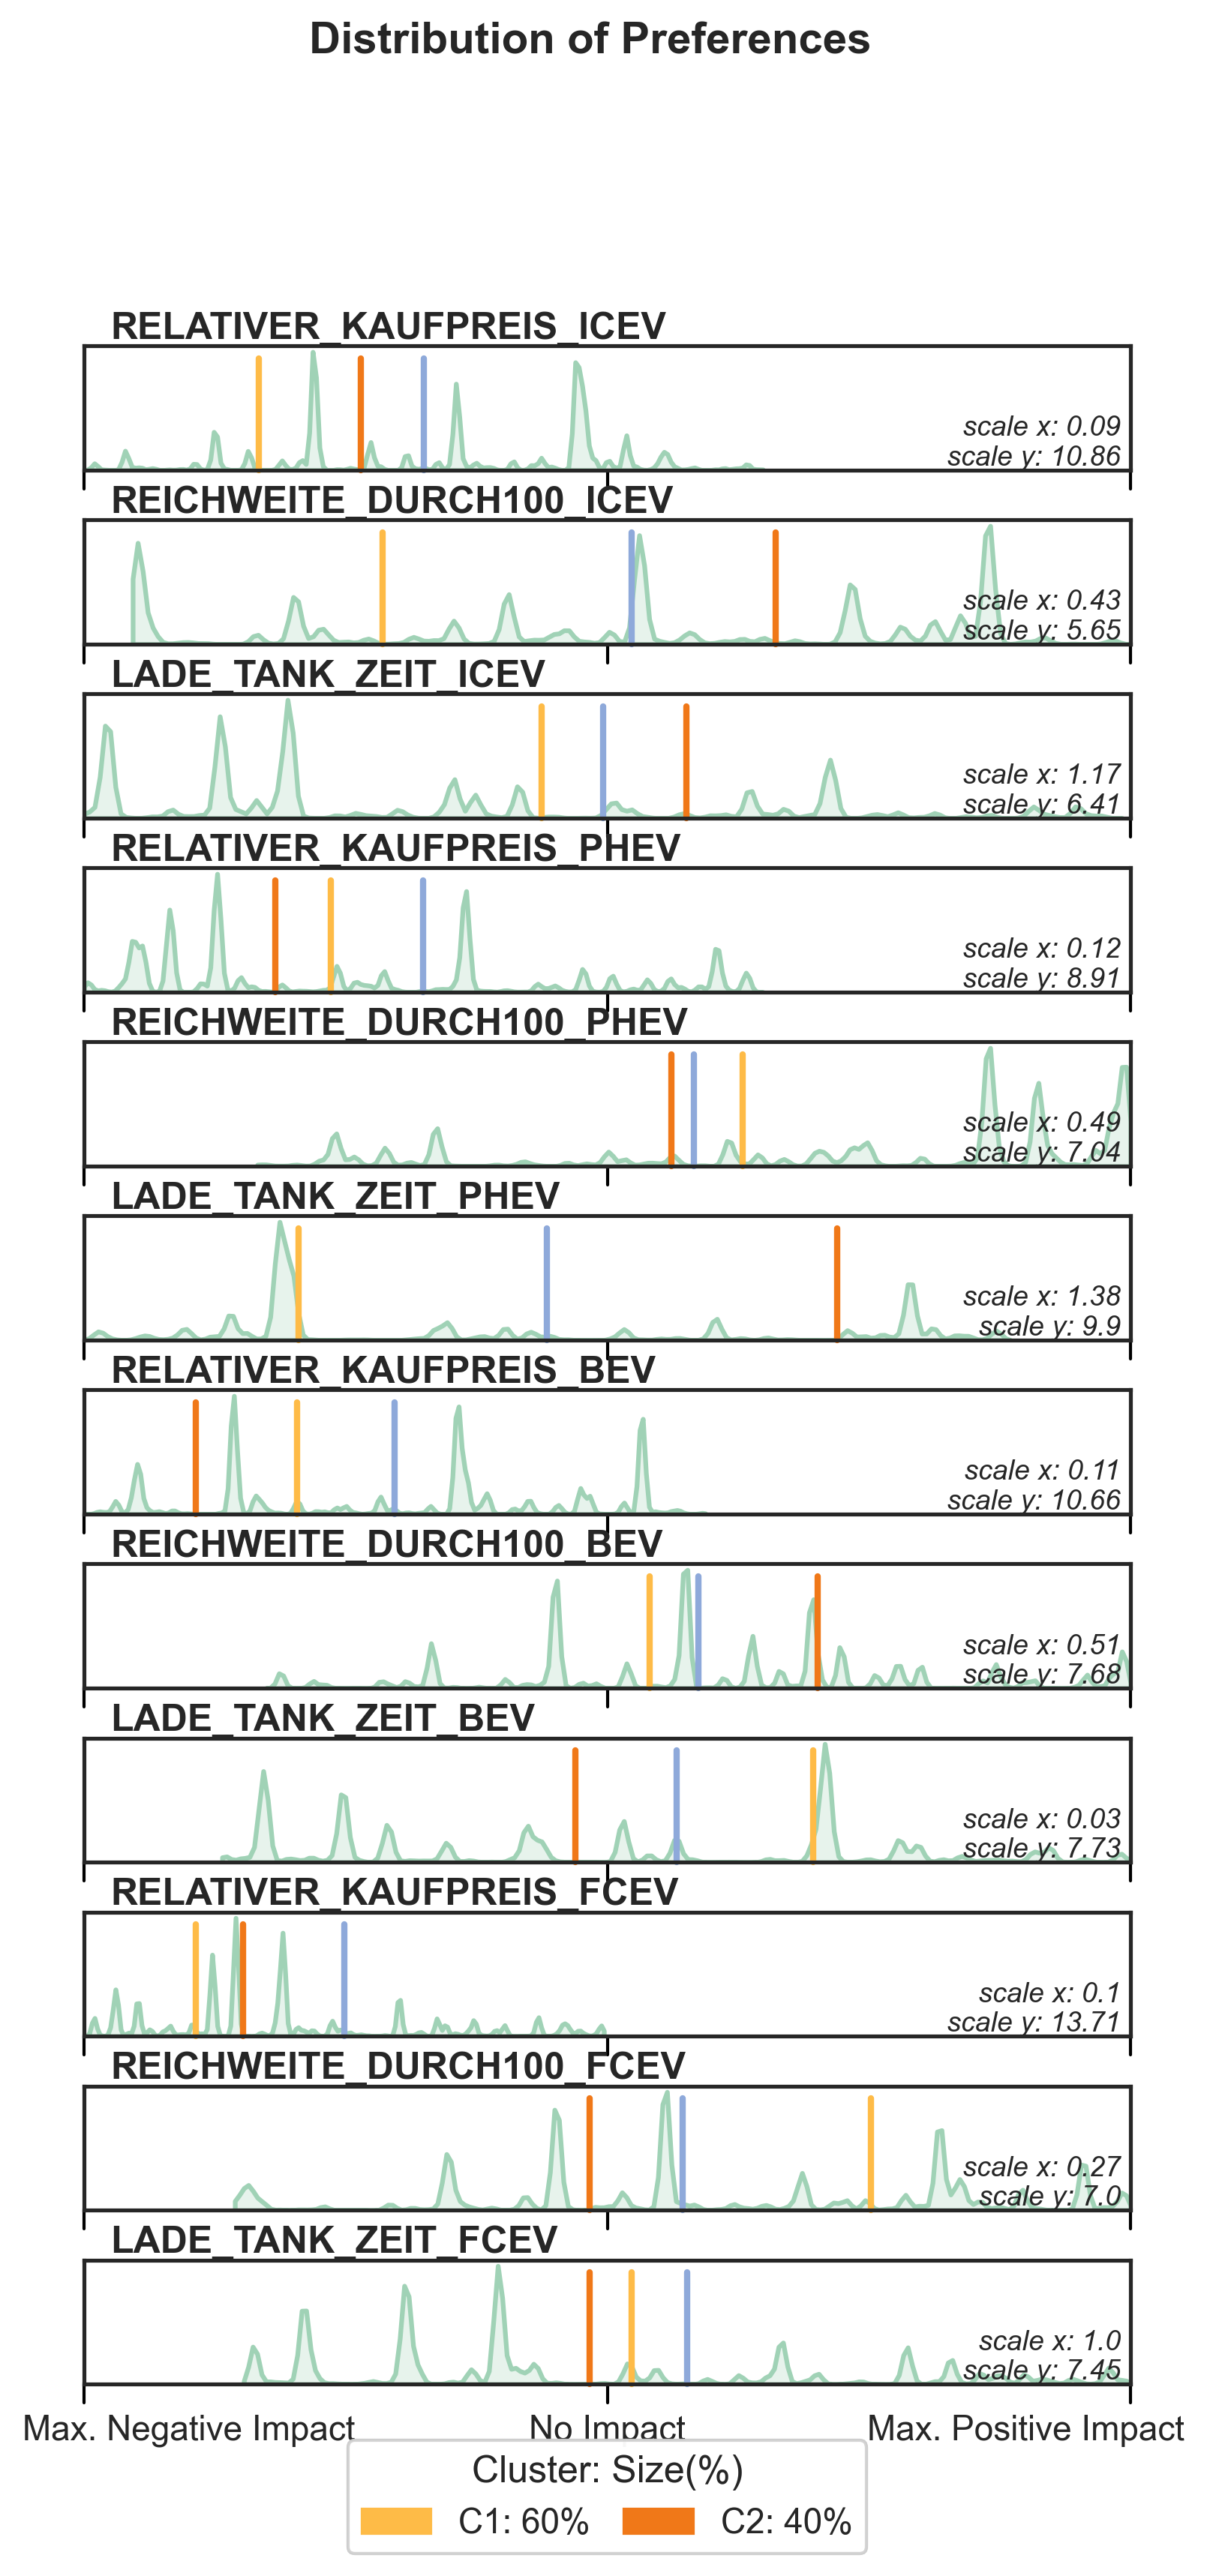 Distribution of Preferences
RELATIVER_KAUFPREIS_ICEV
scale x: 0.09
scale y: 10.86
REICHWEITE_DURCH100_ICEV
scale x: 0.43
scale y: 5.65
LADE_TANK_ZEIT_ICEV
scale x: 1.17
scale y: 6.41
RELATIVER_KAUFPREIS_PHEV
scale x: 0.12
scale y: 8.91
REICHWEITE_DURCH100_PHEV
scale x: 0.49
scale y: 7.04
LADE_TANK_ZEIT_PHEV
scale x: 1.38
scale y: 9.9
RELATIVER_KAUFPREIS_BEV
scale x: 0.11
scale y: 10.66
REICHWEITE_DURCH100_BEV
scale x: 0.51
scale y: 7.68
LADE_TANK_ZEIT_BEV
scale x: 0.03
scale y: 7.73
RELATIVER_KAUFPREIS_FCEV
scale x: 0.1
scale y: 13.71
REICHWEITE_DURCH100_FCEV
scale x: 0.27
scale y: 7.0
LADE_TANK_ZEIT_FCEV
scale x: 1.0
scale y: 7.45
Max. Negative Impact No Impact Max. Positive Impact
Cluster: Size(%)
C1: 60% C2: 40%